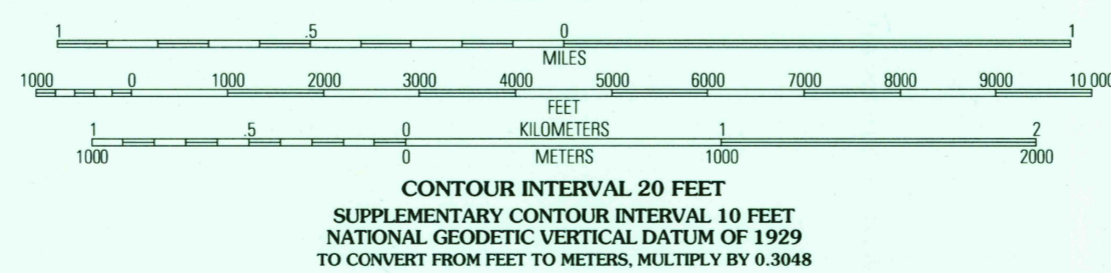 1 .5 0 1
MILES
1000 0 1000 2000 3000 4000 5000 6000 7000 8000 9000 10 000
FEET
1 .5 0 KILOMETERS 1 2
1000 0 METERS 1000 2000
CONTOUR INTERVAL 20 FEET
SUPPLEMENTARY CONTOUR INTERVAL 10 FEET
NATIONAL GEODETIC VERTICAL DATUM OF 1929
TO CONVERT FROM FEET TO METERS, MULTIPLY BY 0.3048